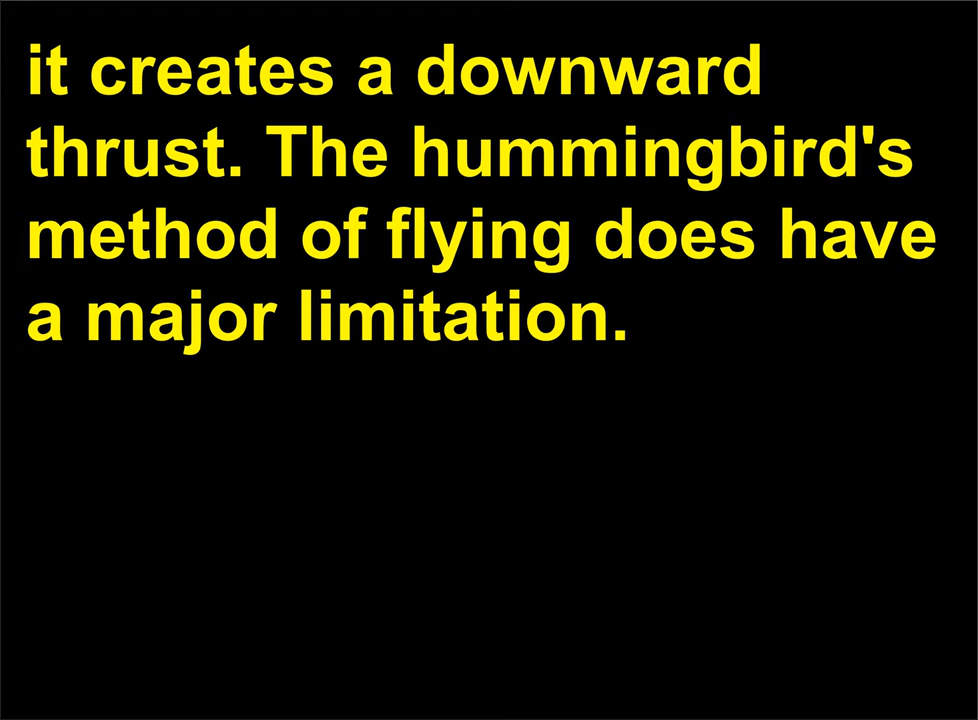 it creates a downward
thrust. The hummingbird's
method of flying does have
a major limitation.